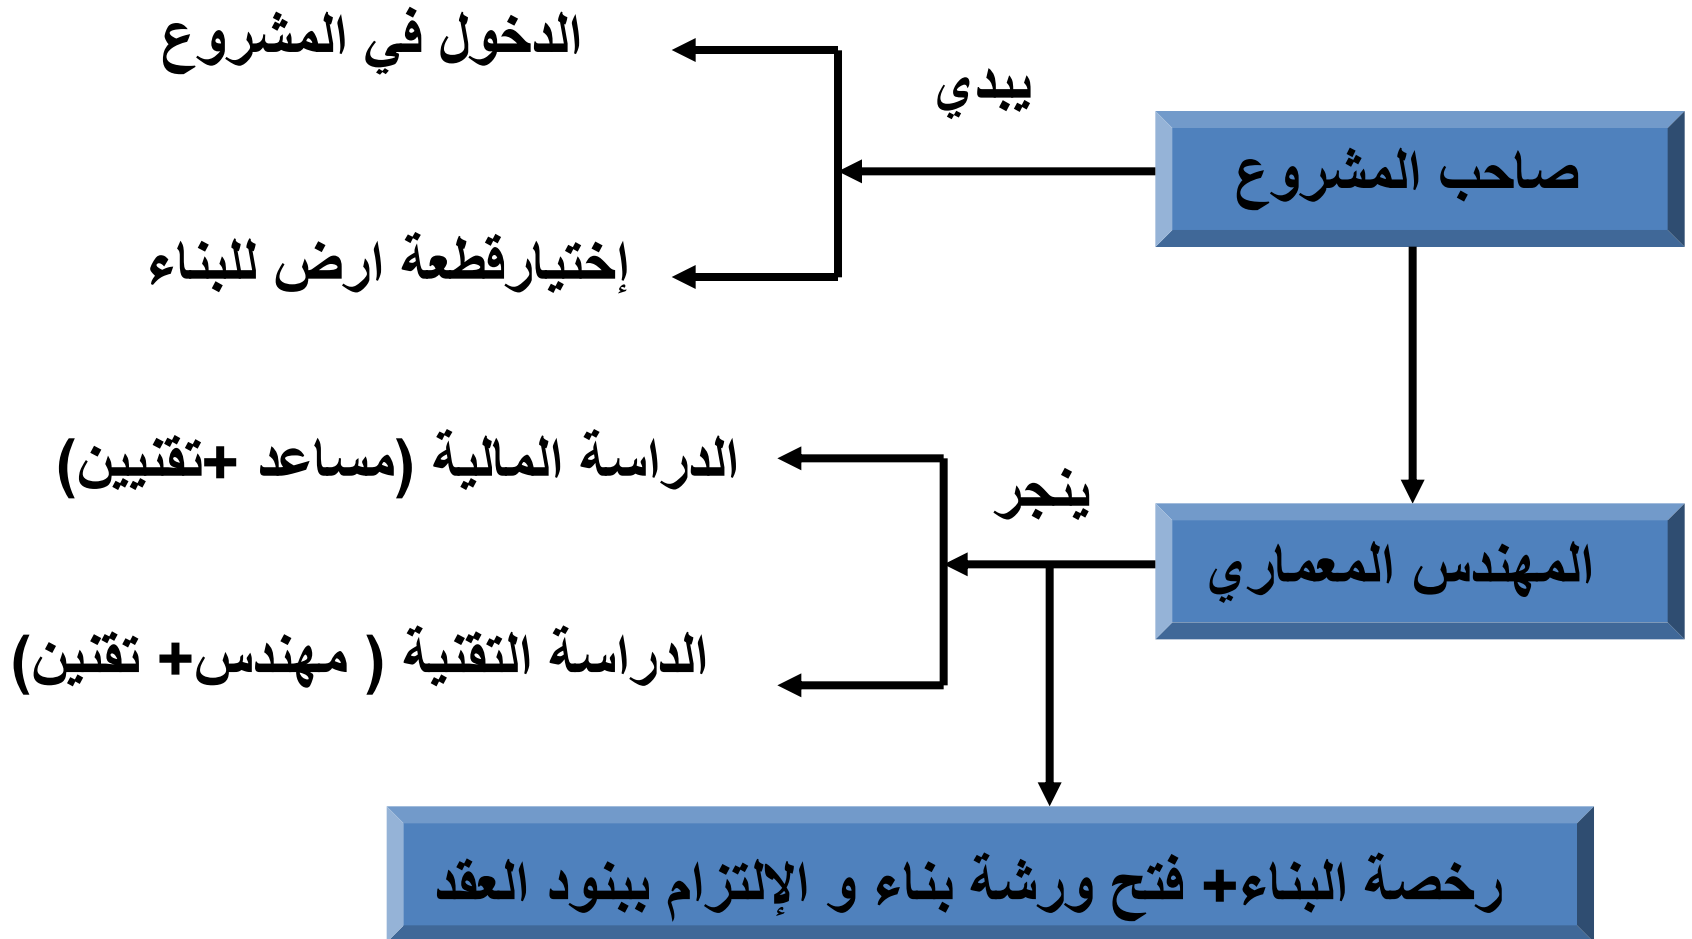 الدخول في المشروع
يبدي
صاحب المشروع
إختيارقطعة ارض للبناء
الدراسة المالية (مساعد +تقنيين)
ينجر
المهندس المعماري
الدراسة التقنية ( مهندس+ تقنين)
رخصة البناء+ فتح ورشة بناء و الإلتزام ببنود العقد